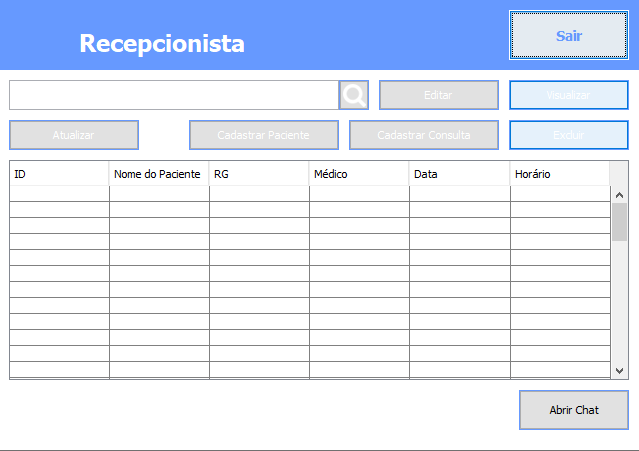 Recepcionista
Sair
Editar
Visualizar
Atualizar
Cadastrar Paciente
Cadastrar Consulta
Excluir
ID
Nome do Paciente
RG
Médico
Data
Horário
Abrir Chat